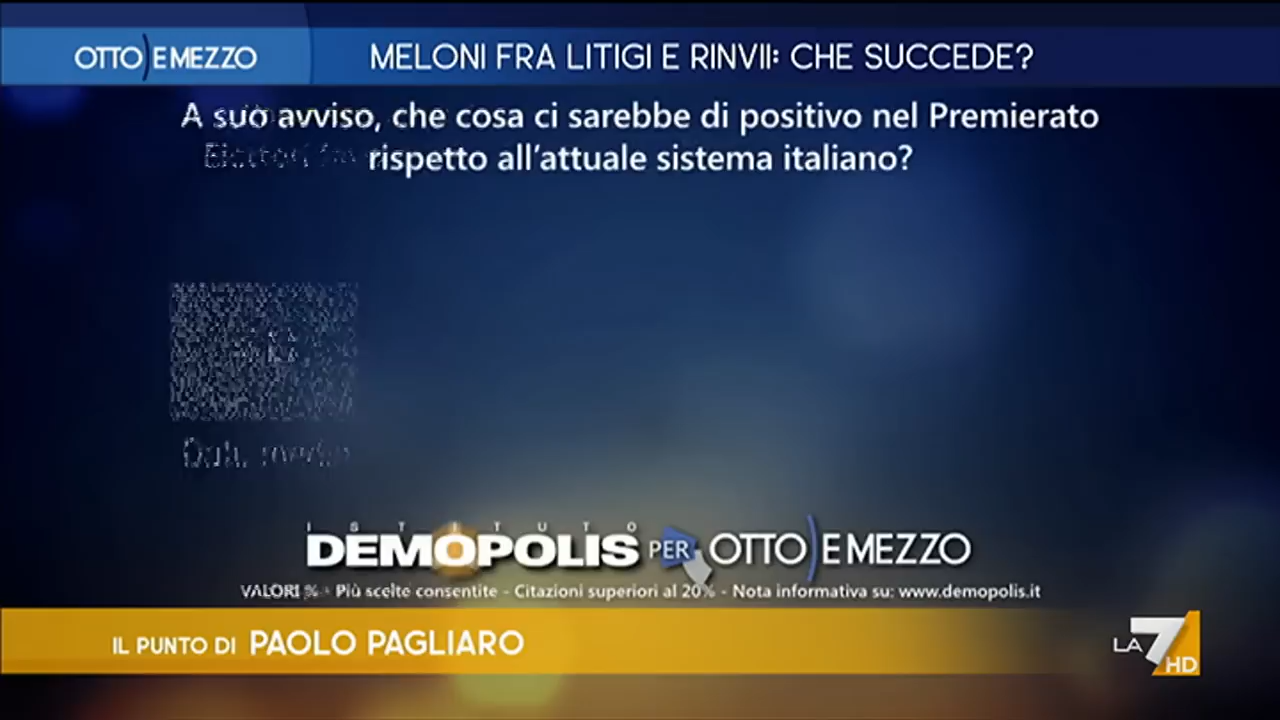 OTTO E MEZZO
MELONI FRA LITIGI E RINVII: CHE SUCCEDE?
A suo avviso, che cosa ci sarebbe di positivo nel Premierato
rispetto all'attuale sistema italiano?
ISTITUTO
DEMOPOLIS PER OTTO E MEZZO
VALORI % - Più scelte consentite - Citazioni superiori al 20% - Nota informativa su: www.demopolis.it
IL PUNTO DI PAOLO PAGLIARO
LA 7 HD